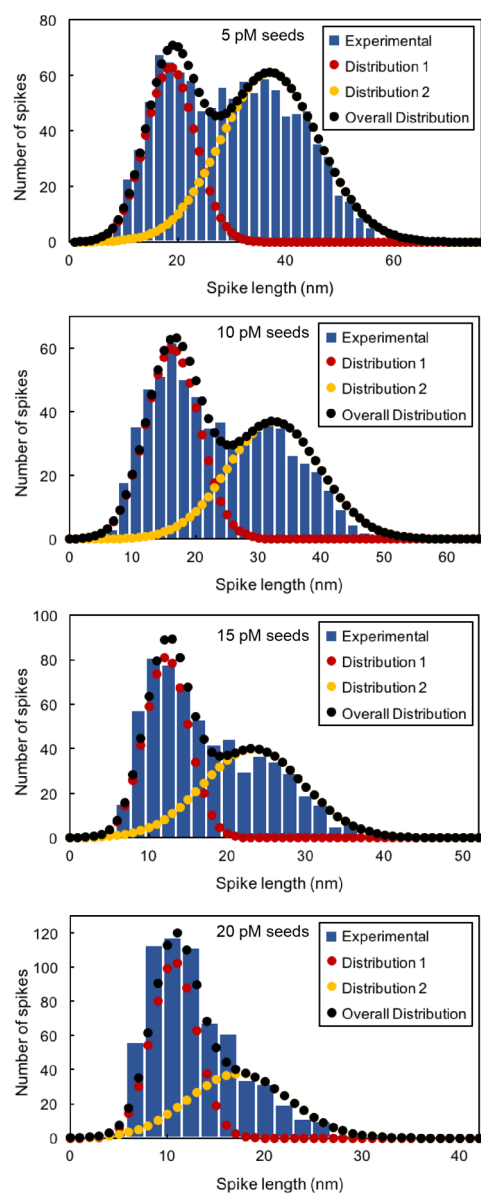 5 pM seeds
Experimental
Distribution 1
Distribution 2
Overall Distribution
Number of spikes
80
60
40
20
0
0 20 40 60
Spike length (nm)
10 pM seeds
Experimental
Distribution 1
Distribution 2
Overall Distribution
Number of spikes
60
40
20
0
0 10 20 30 40 50 60
Spike length (nm)
15 pM seeds
Experimental
Distribution 1
Distribution 2
Overall Distribution
Number of spikes
100
80
60
40
20
0
0 10 20 30 40 50
Spike length (nm)
20 pM seeds
Experimental
Distribution 1
Distribution 2
Overall Distribution
Number of spikes
120
100
80
60
40
20
0
0 10 20 30 40
Spike length (nm)